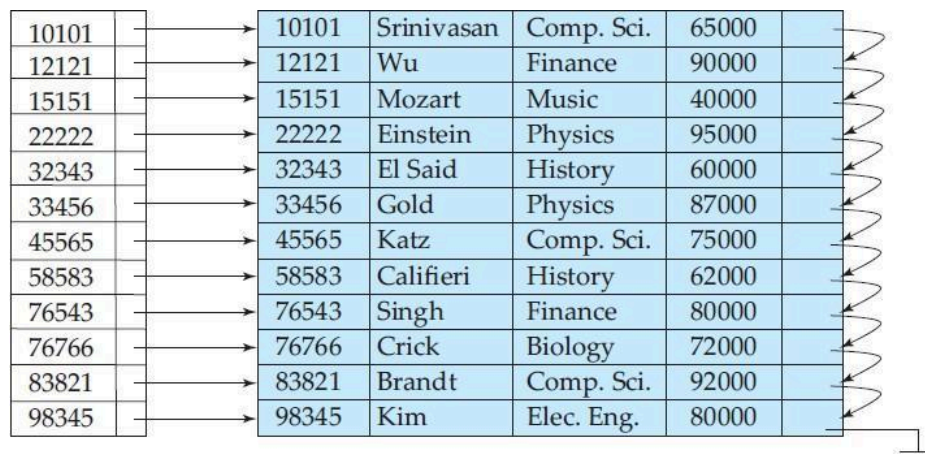 10101 10101 Srinivasan Comp. Sci. 65000
12121 12121 Wu Finance 90000
15151 15151 Mozart Music 40000
22222 22222 Einstein Physics 95000
32343 32343 El Said History 60000
33456 33456 Gold Physics 87000
45565 45565 Katz Comp. Sci. 75000
58583 58583 Califieri History 62000
76543 76543 Singh Finance 80000
76766 76766 Crick Biology 72000
83821 83821 Brandt Comp. Sci. 92000
98345 98345 Kim Elec. Eng. 80000